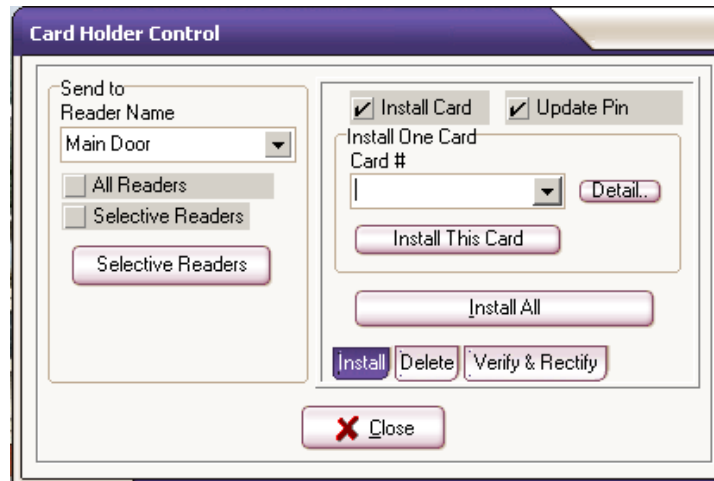 Card Holder Control
Send to
Reader Name
Main Door
All Readers
Selective Readers
Selective Readers
Install Card
Update Pin
Install One Card
Card #
Detail..
Install This Card
Install All
Install
Delete
Verify & Rectify
Close